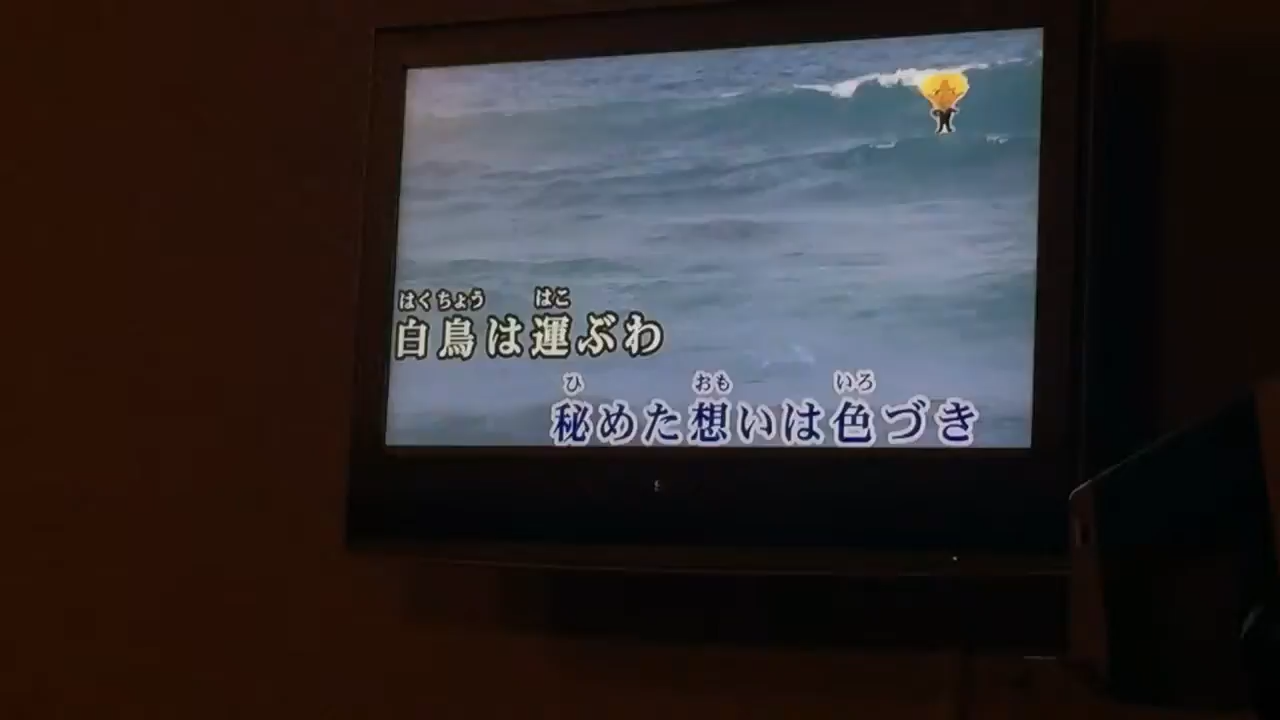 はくちょう はこ
白鳥は運ぶわ
ひ おも いろ
秘めた想いは色づき